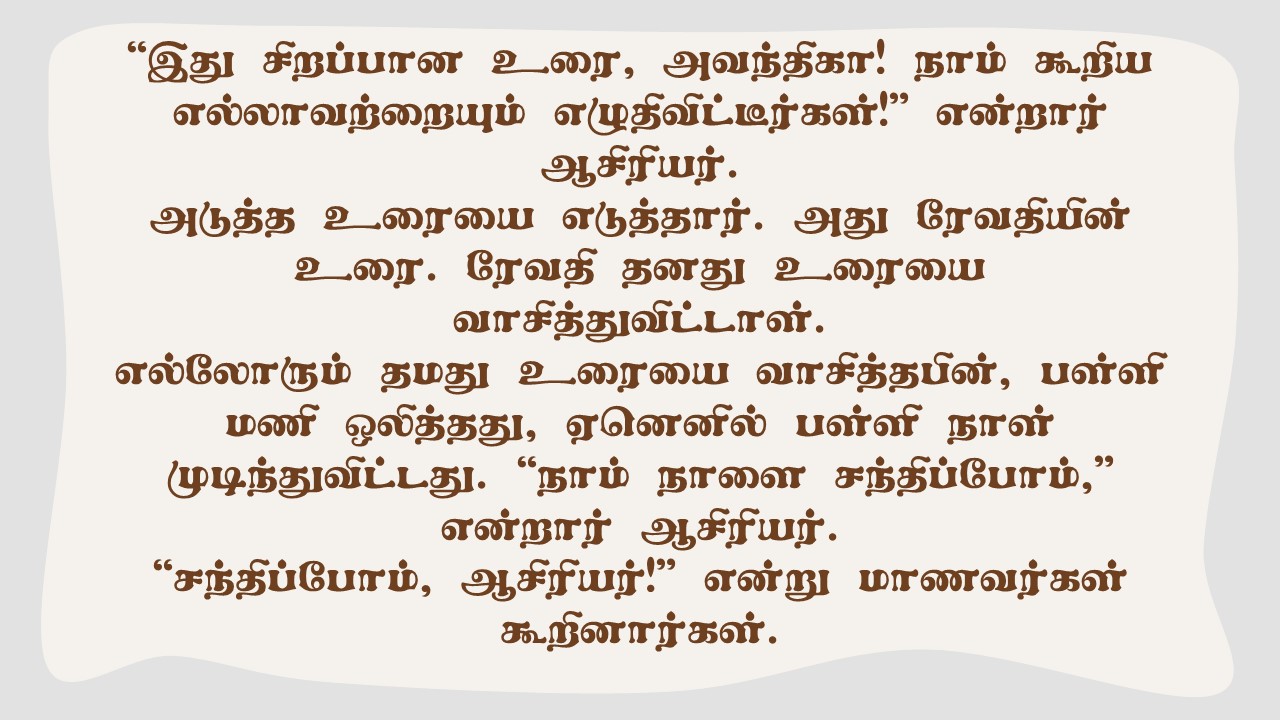 “இது சிறப்பான உரை, அவந்திகா! நாம் கூறிய
எல்லாவற்றையும் எழுதிவிட்டீர்கள்!” என்றார்
ஆசிரியர்.
அடுத்த உரையை எடுத்தார். அது ரேவதியின்
உரை. ரேவதி தனது உரையை
வாசித்துவிட்டாள்.
எல்லோரும் தமது உரையை வாசித்தபின், பள்ளி
மணி ஒலித்தது, ஏனெனில் பள்ளி நாள்
முடிந்துவிட்டது. “நாம் நாளை சந்திப்போம்,”
என்றார் ஆசிரியர்.
“சந்திப்போம், ஆசிரியர்!” என்று மாணவர்கள்
கூறினார்கள்.